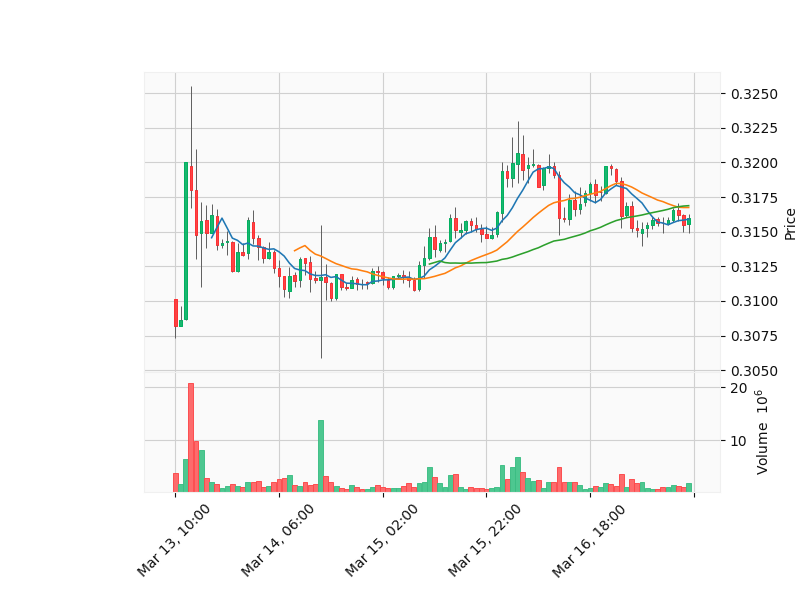 0.3250
0.3225
0.3200
0.3175
0.3150
0.3125
0.3100
0.3075
0.3050
Price
20
10
Volume 10^6
Mar 13, 10:00
Mar 14, 06:00
Mar 15, 02:00
Mar 15, 22:00
Mar 16, 18:00